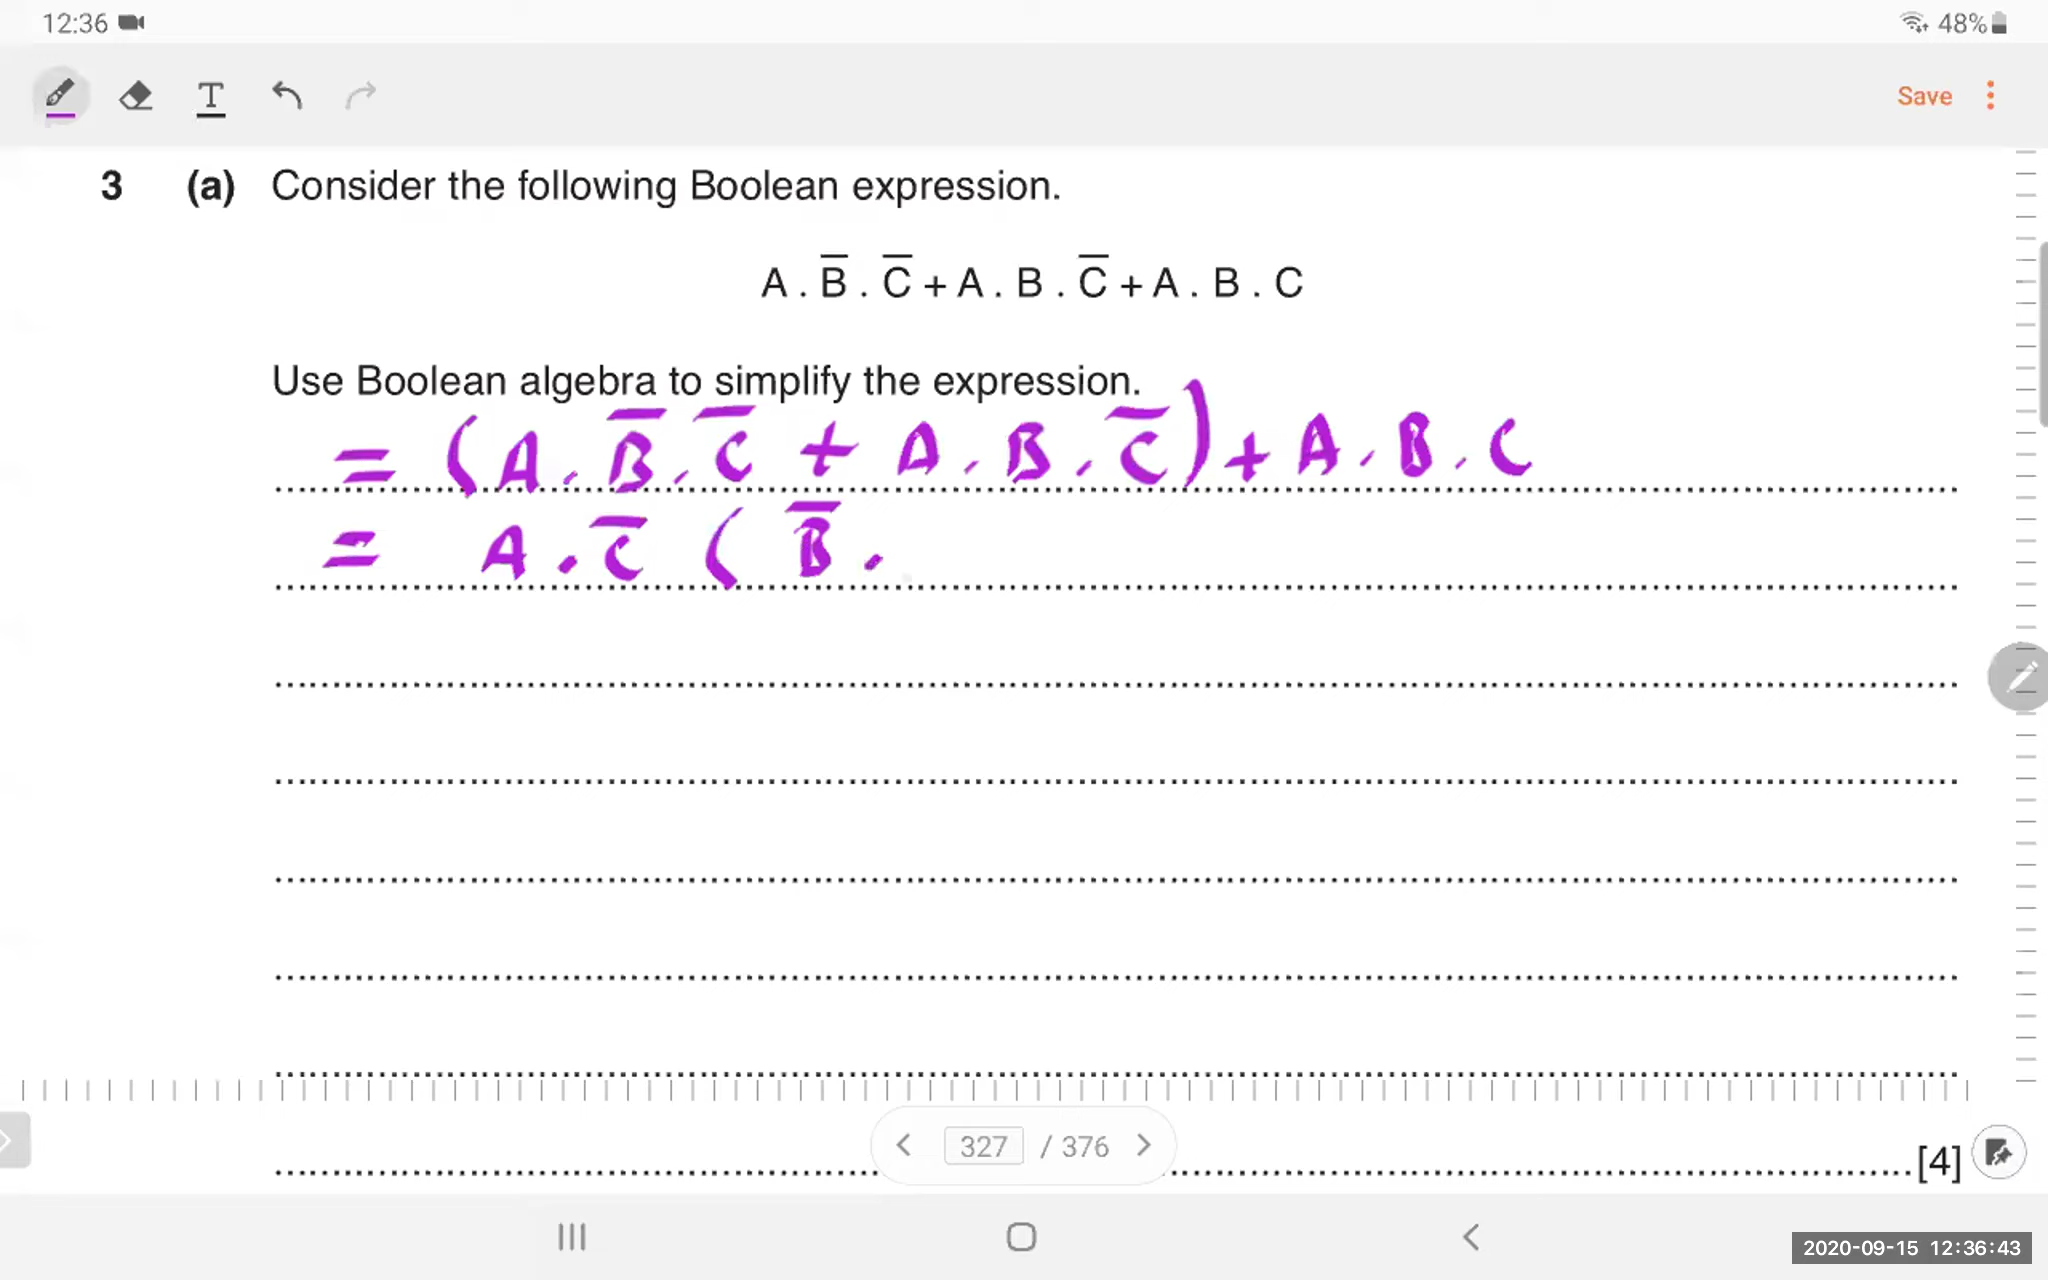 12:36 48%
T Save
3 (a) Consider the following Boolean expression.
A . B̅ . C̅ + A . B . C̅ + A . B . C
Use Boolean algebra to simplify the expression.
= (A . B̅ . C̅ + A . B . C̅) + A . B . C
= A . C̅ ( B̅ .
327 / 376
[4]
2020-09-15 12:36:43